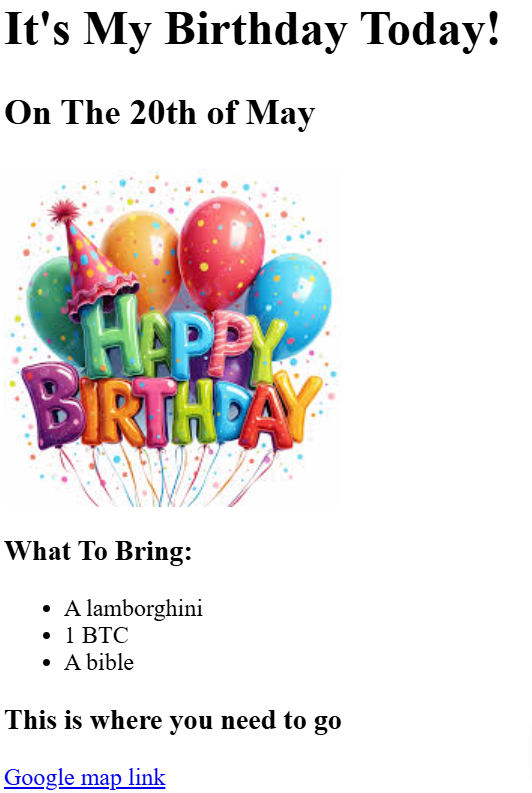 It's My Birthday Today!
On The 20th of May
HAPPY
BIRTHDAY
What To Bring:
A lamborghini
1 BTC
A bible
This is where you need to go
Google map link